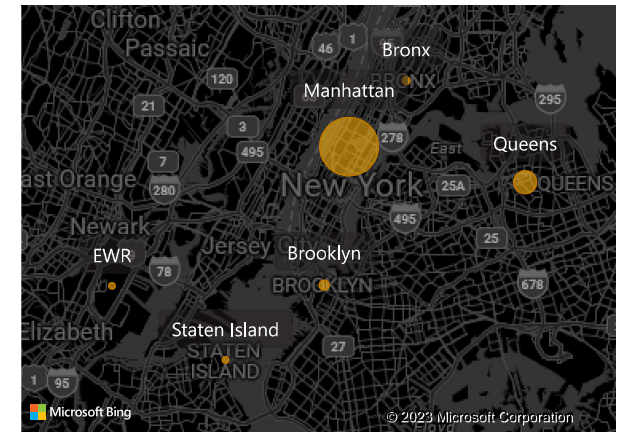 Clifton
Passaic
46
1
Bronx
BRONX
120
Manhattan
295
21
3
278
495
East
Queens
7
ast Orange
280
New York
25A
QUEENS
495
Newark
25
EWR
78
Jersey
Brooklyn
BROOKLYN
678
Elizabeth
Staten Island
STATEN
ISLAND
27
1
95
Microsoft Bing
© 2023 Microsoft Corporation